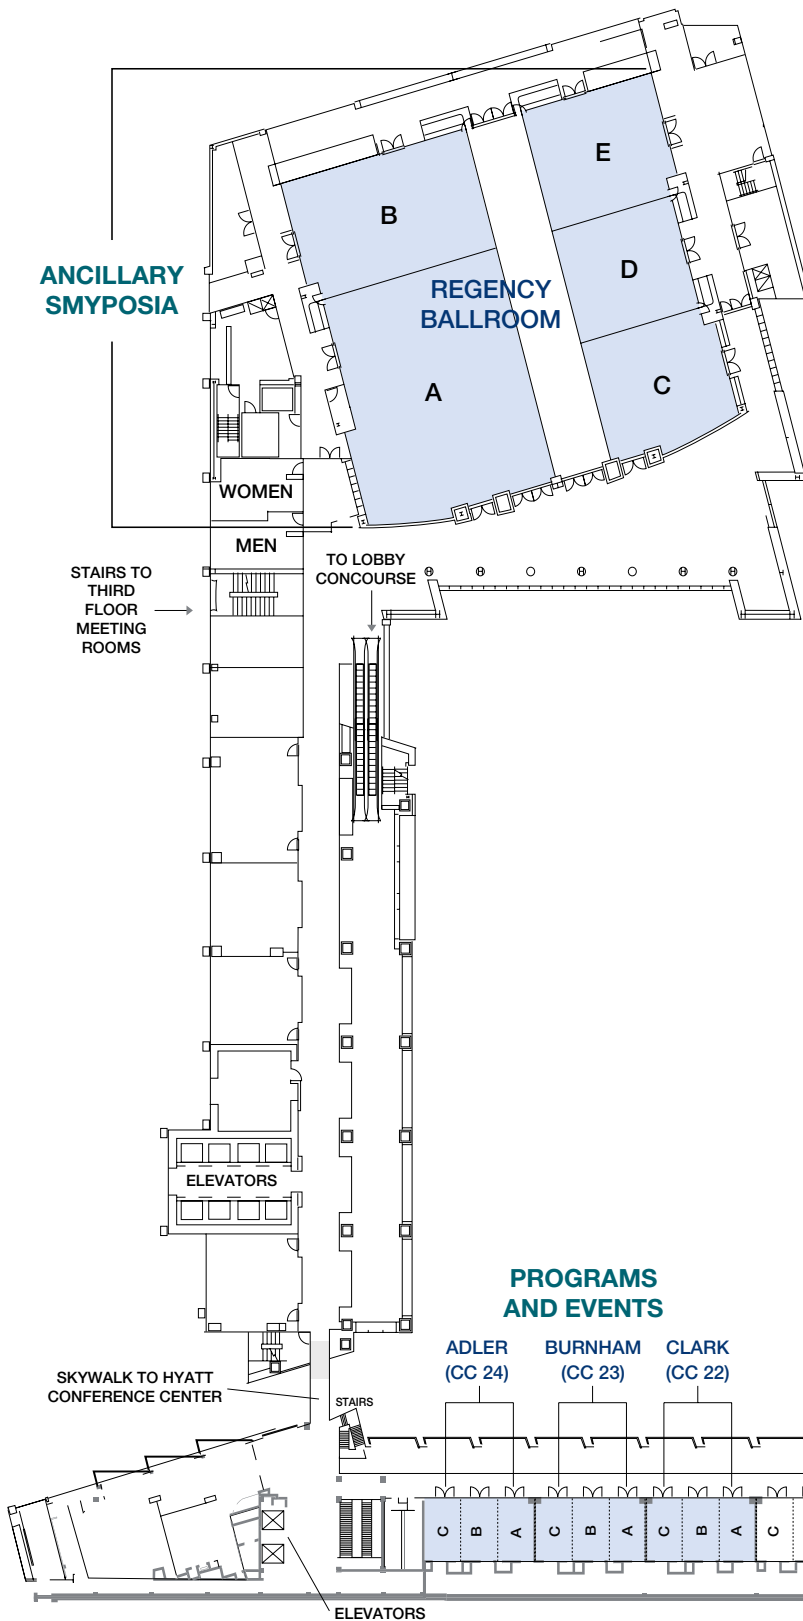 E
B
ANCILLARY
SMYPOSIA
D
REGENCY
BALLROOM
C
A
WOMEN
MEN
TO LOBBY
CONCOURSE
STAIRS TO
THIRD
FLOOR
MEETING
ROOMS
ELEVATORS
PROGRAMS
AND EVENTS
ADLER
(CC 24)
BURNHAM
(CC 23)
CLARK
(CC 22)
SKYWALK TO HYATT
CONFERENCE CENTER
STAIRS
C B A C B A C B A C
ELEVATORS